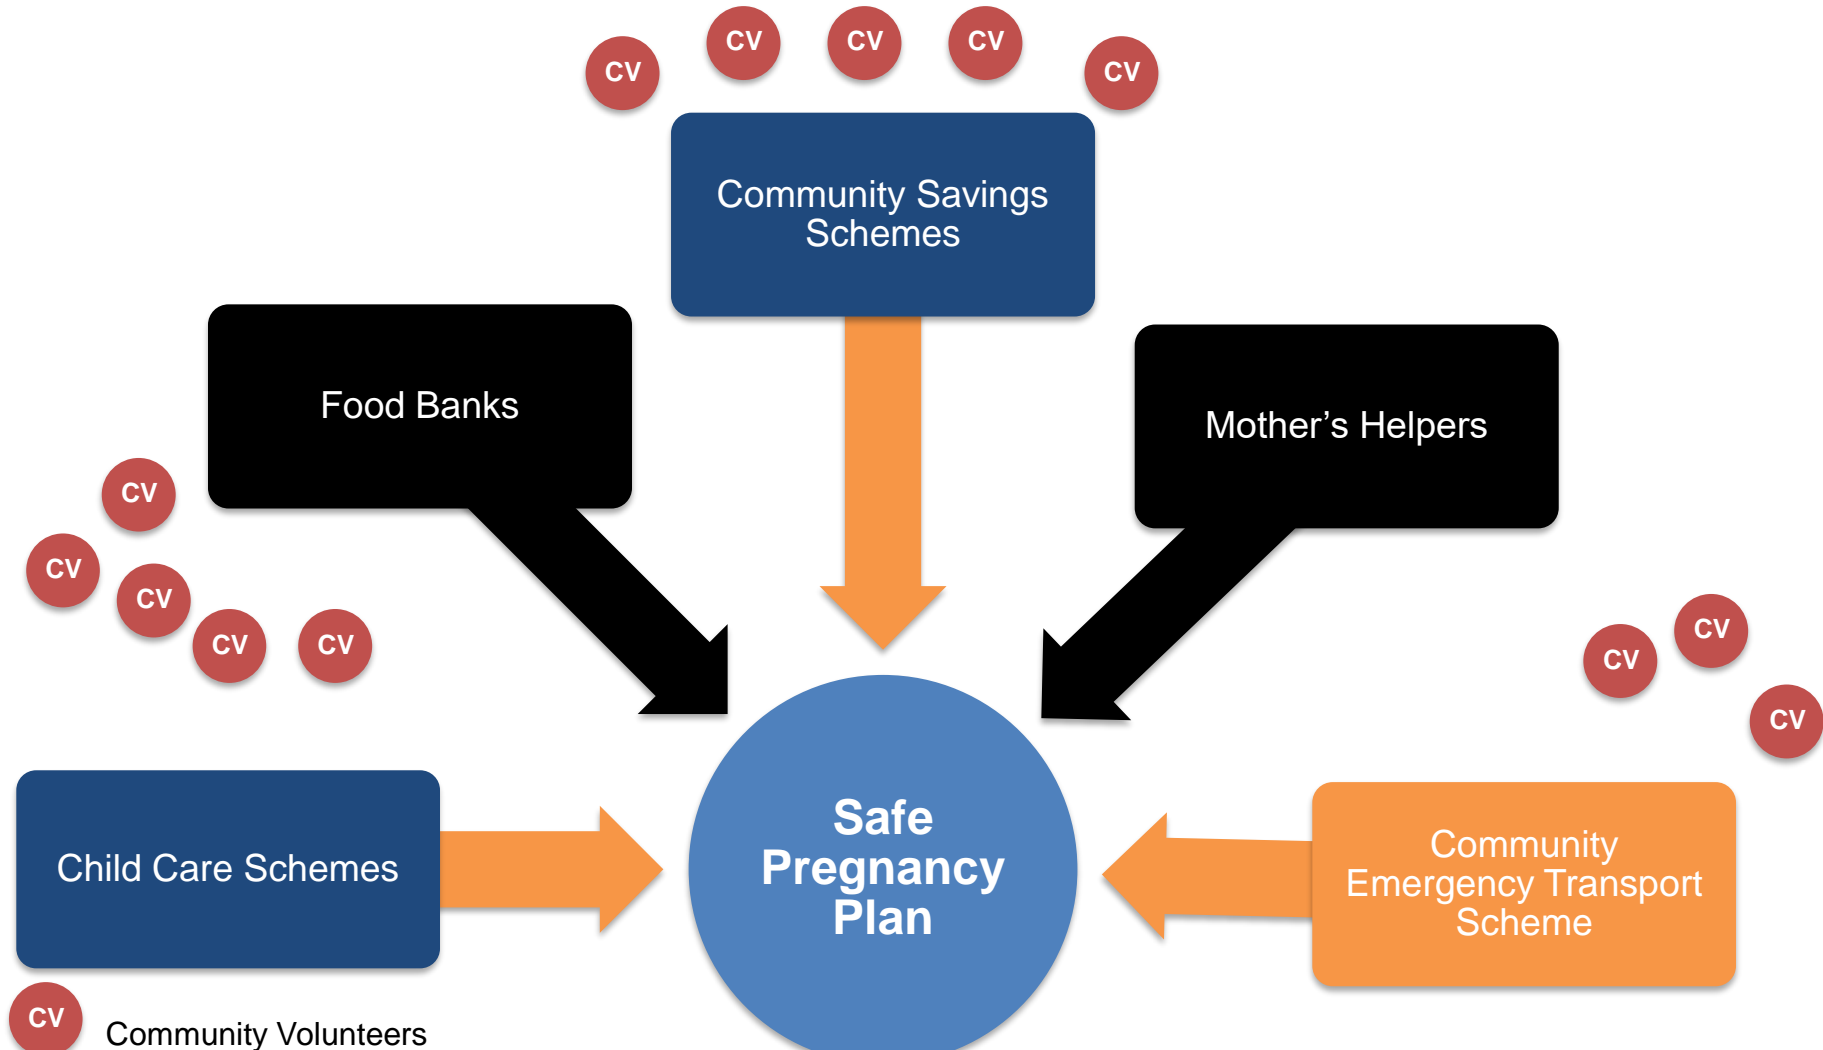 CV
CV
CV
CV
CV
Community Savings
Schemes
Food Banks
Mother’s Helpers
CV
CV
CV
CV
CV
CV
CV
CV
Child Care Schemes
Safe
Pregnancy
Plan
Community
Emergency Transport
Scheme
CV
Community Volunteers